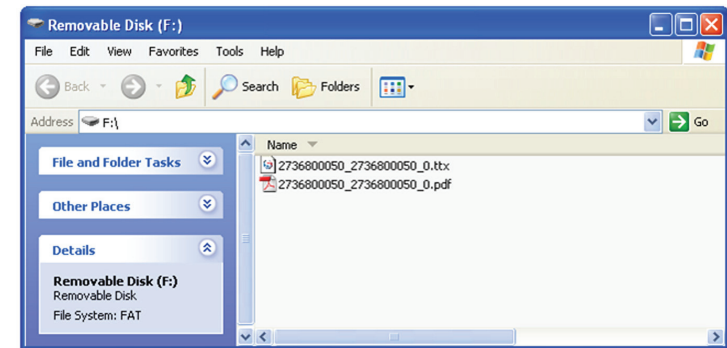 Removable Disk (F:)
File Edit View Favorites Tools Help
Back Search Folders
Address F:\ Go
Name
2736800050_2736800050_0.ttx
2736800050_2736800050_0.pdf
File and Folder Tasks
Other Places
Details
Removable Disk (F:)
Removable Disk
File System: FAT